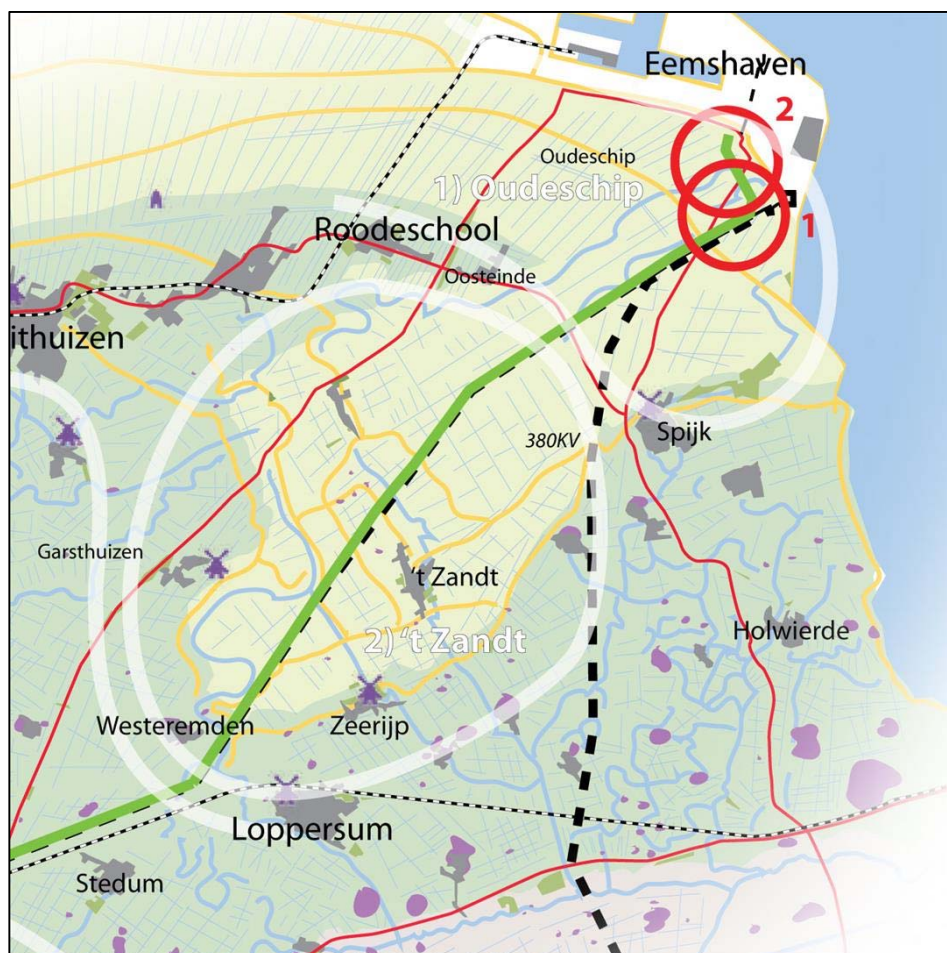 Eemshaven
2
Oudeschip
1) Oudeschip
1
Roodeschool
Oosteinde
ithuizen
380KV
Spijk
Garsthuizen
't Zandt
2) 't Zandt
Holwierde
Westeremden
Zeerijp
Loppersum
Stedum